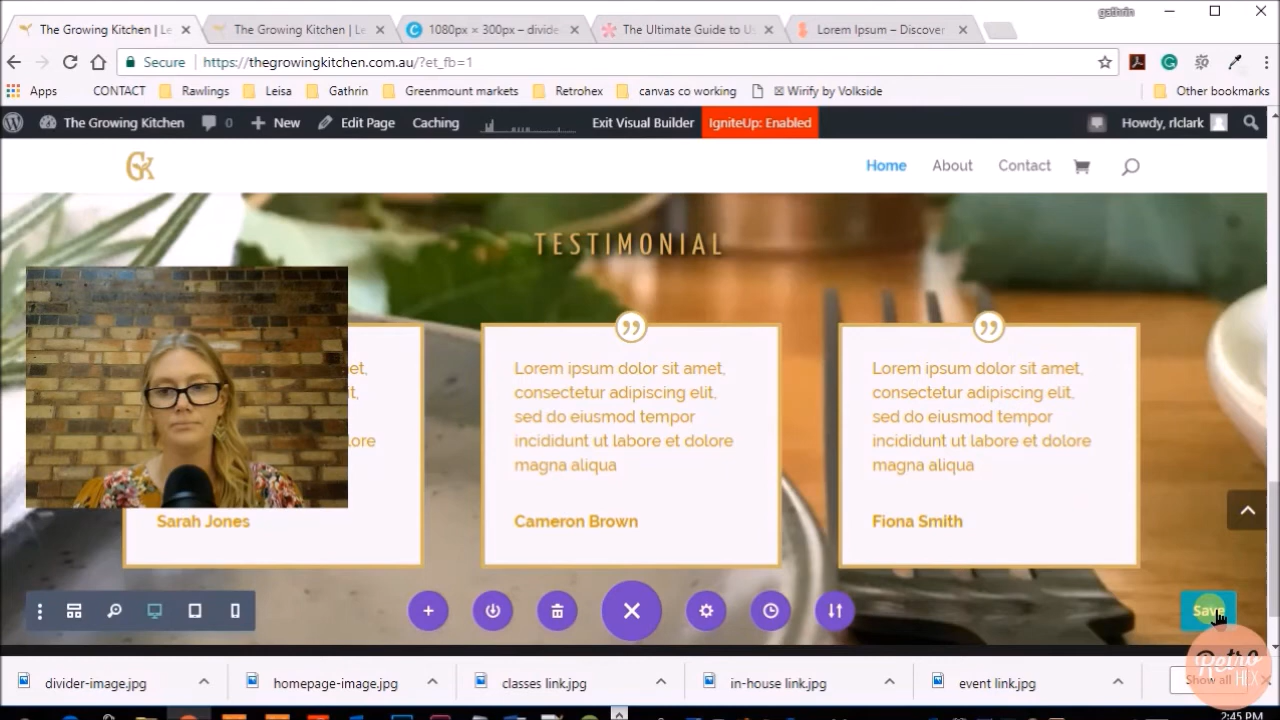 gathrin
The Growing Kitchen | Le
The Growing Kitchen | Le
1080px × 300px – divide
The Ultimate Guide to Us
Lorem Ipsum – Discover
Secure
https://thegrowingkitchen.com.au/?et_fb=1
Apps
CONTACT
Rawlings
Leisa
Gathrin
Greenmount markets
Retrohex
canvas co working
Wirify by Volkside
Other bookmarks
The Growing Kitchen
0
New
Edit Page
Caching
Exit Visual Builder
IgniteUp: Enabled
Howdy, rlclark
GK
Home
About
Contact
TESTIMONIAL
Lorem ipsum dolor sit amet,
consectetur adipiscing elit,
sed do eiusmod tempor
incididunt ut labore et dolore
magna aliqua
Lorem ipsum dolor sit amet,
consectetur adipiscing elit,
sed do eiusmod tempor
incididunt ut labore et dolore
magna aliqua
Sarah Jones
Cameron Brown
Fiona Smith
Save
divider-image.jpg
homepage-image.jpg
classes link.jpg
in-house link.jpg
event link.jpg
Show all
Retro
HEX
2:45 PM